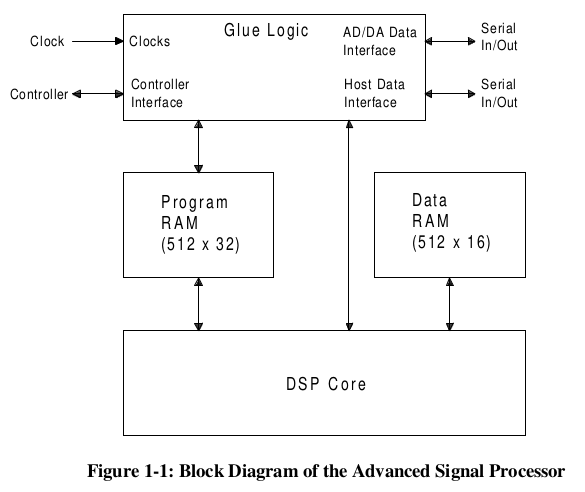 Glue Logic
Clock
Clocks
AD/DA Data
Interface
Serial
In/Out
Controller
Controller
Interface
Host Data
Interface
Serial
In/Out
Program
RAM
(512 x 32)
Data
RAM
(512 x 16)
DSP Core
Figure 1-1: Block Diagram of the Advanced Signal Processor